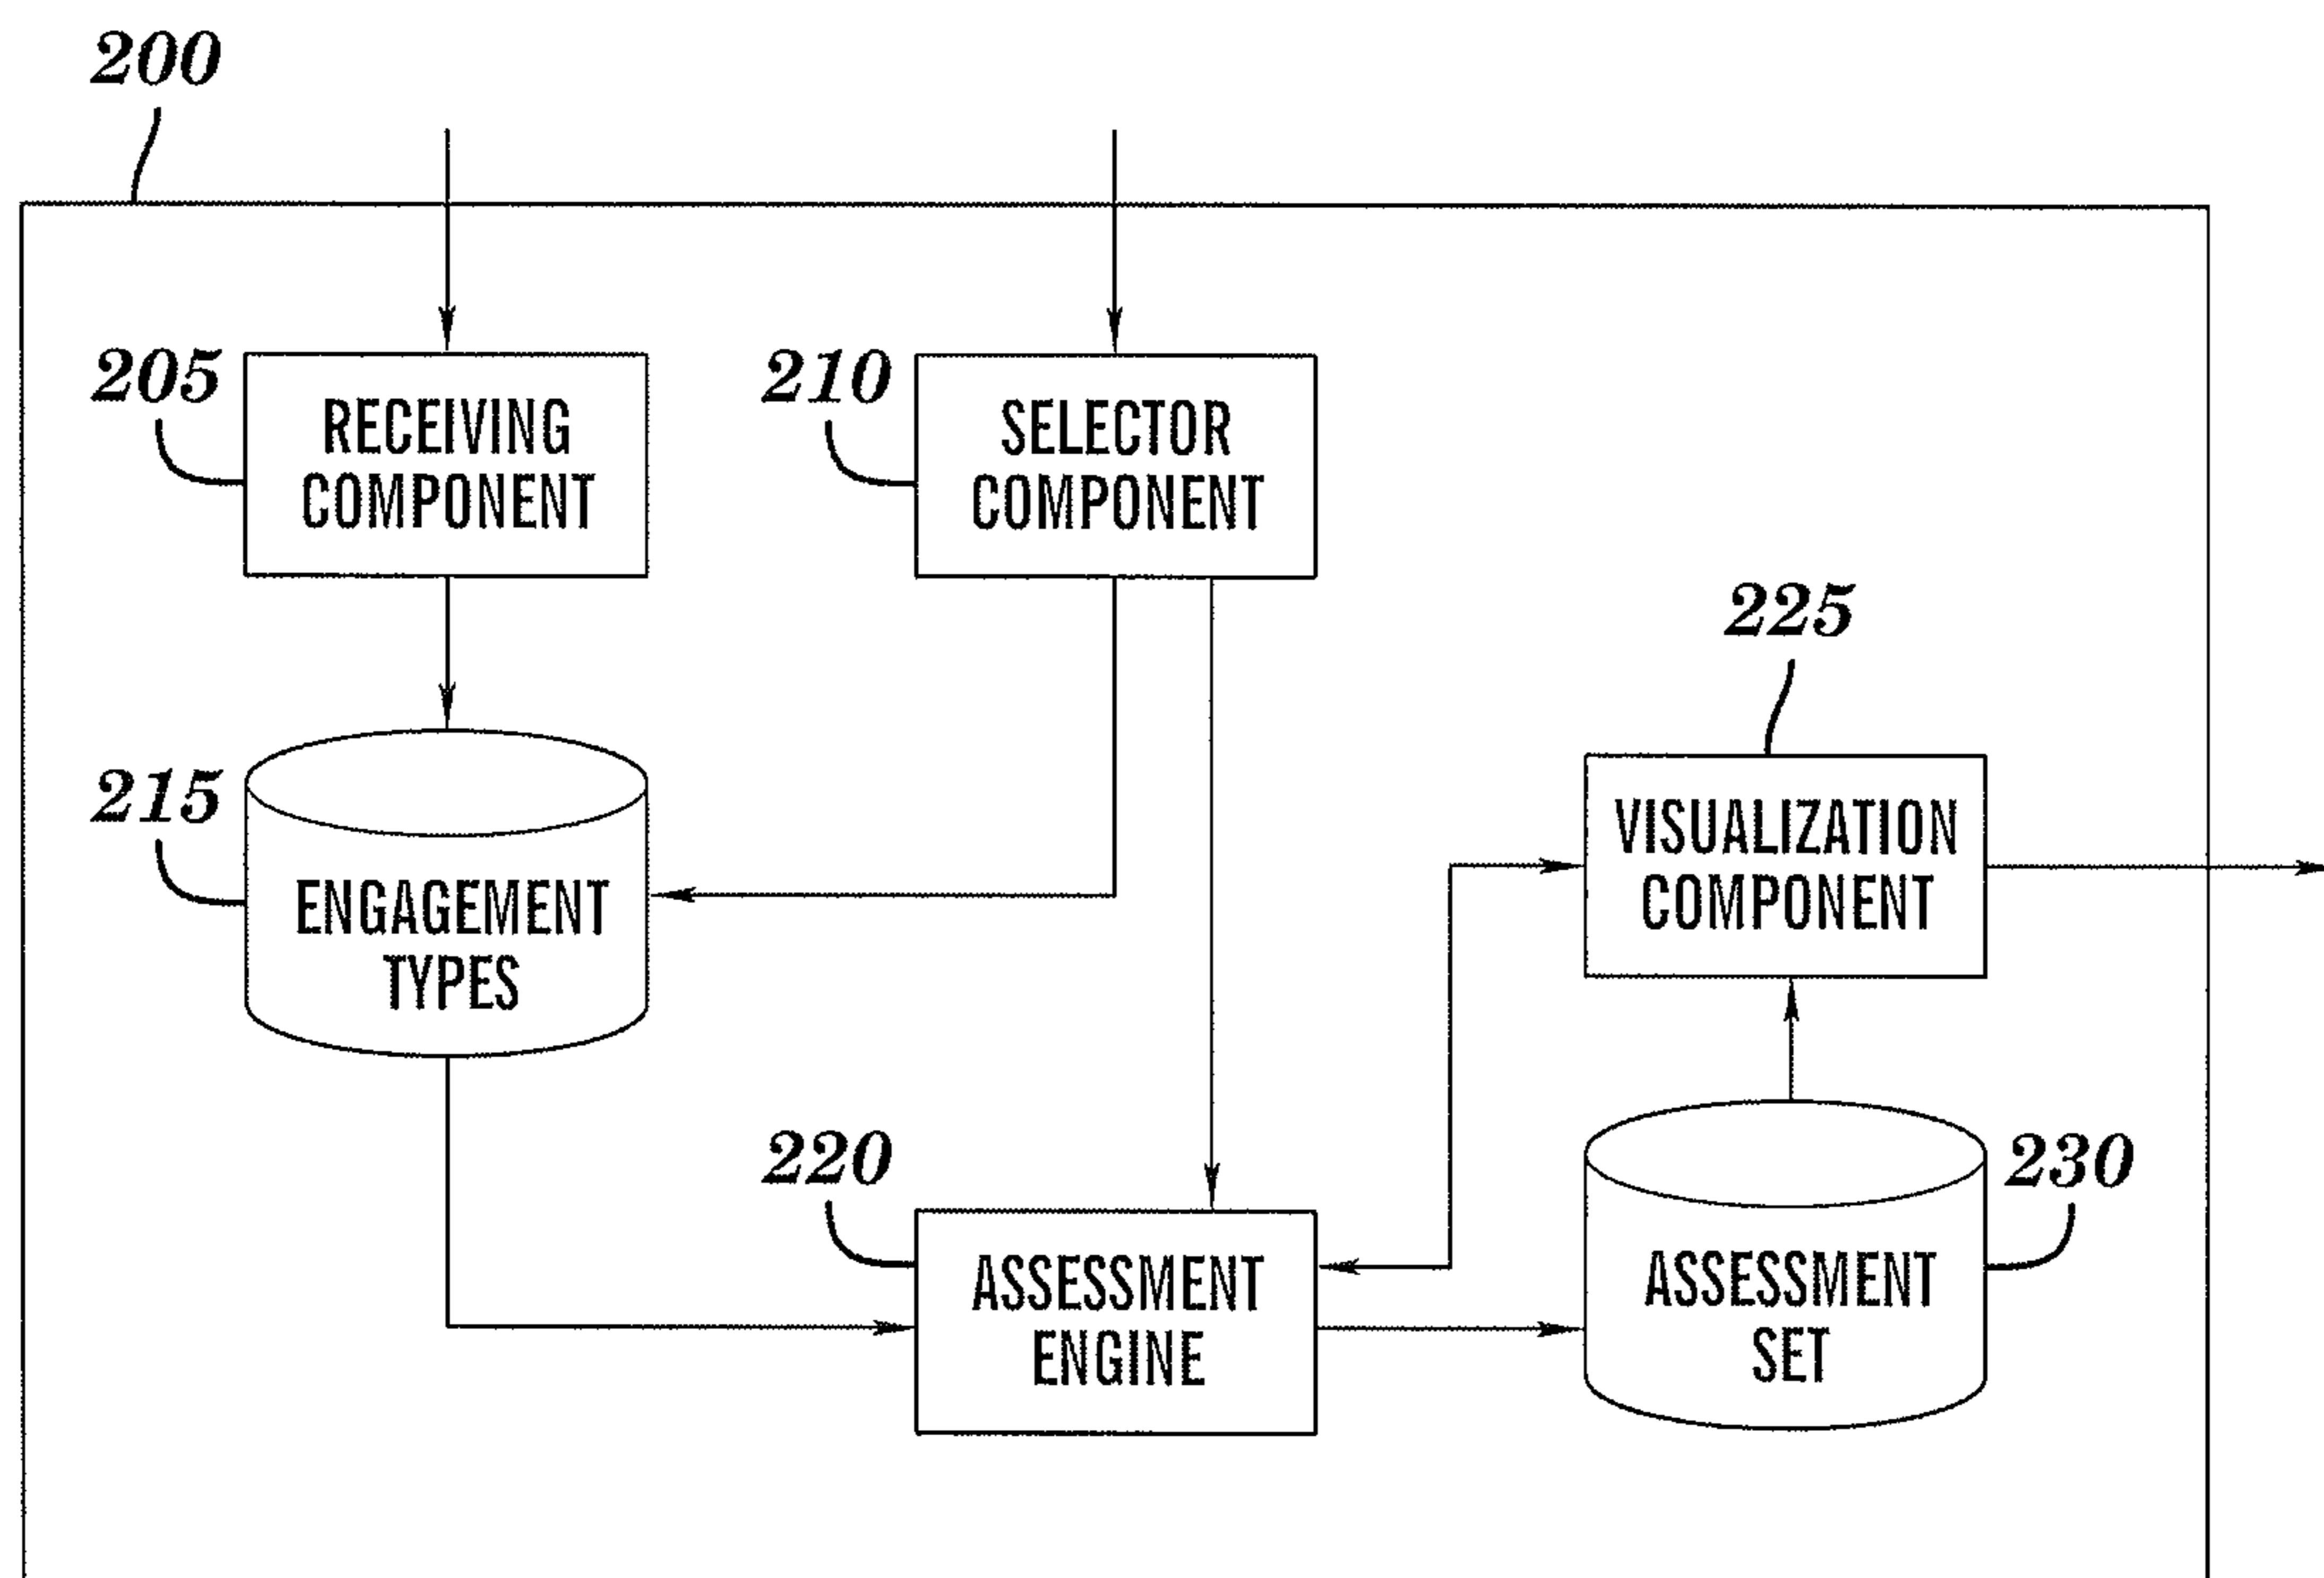 200
205
RECEIVING
COMPONENT
210
SELECTOR
COMPONENT
225
215
ENGAGEMENT
TYPES
VISUALIZATION
COMPONENT
220
ASSESSMENT
ENGINE
230
ASSESSMENT
SET